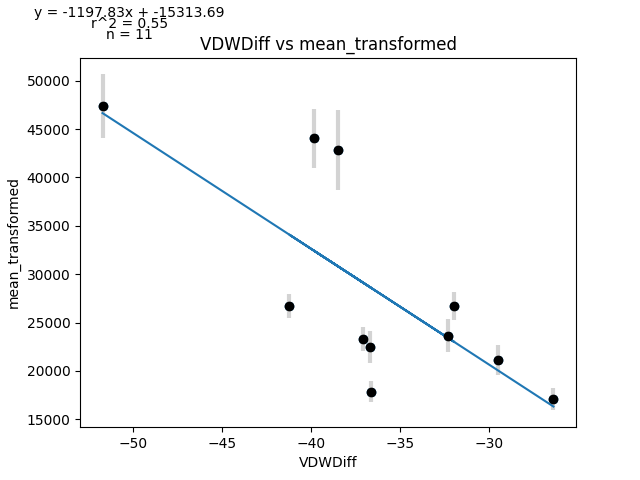 y = -1197.83x + -15313.69
r^2 = 0.55
n = 11
VDWDiff vs mean_transformed
50000
45000
40000
35000
30000
25000
20000
15000
mean_transformed
−50
−45
−40
−35
−30
VDWDiff